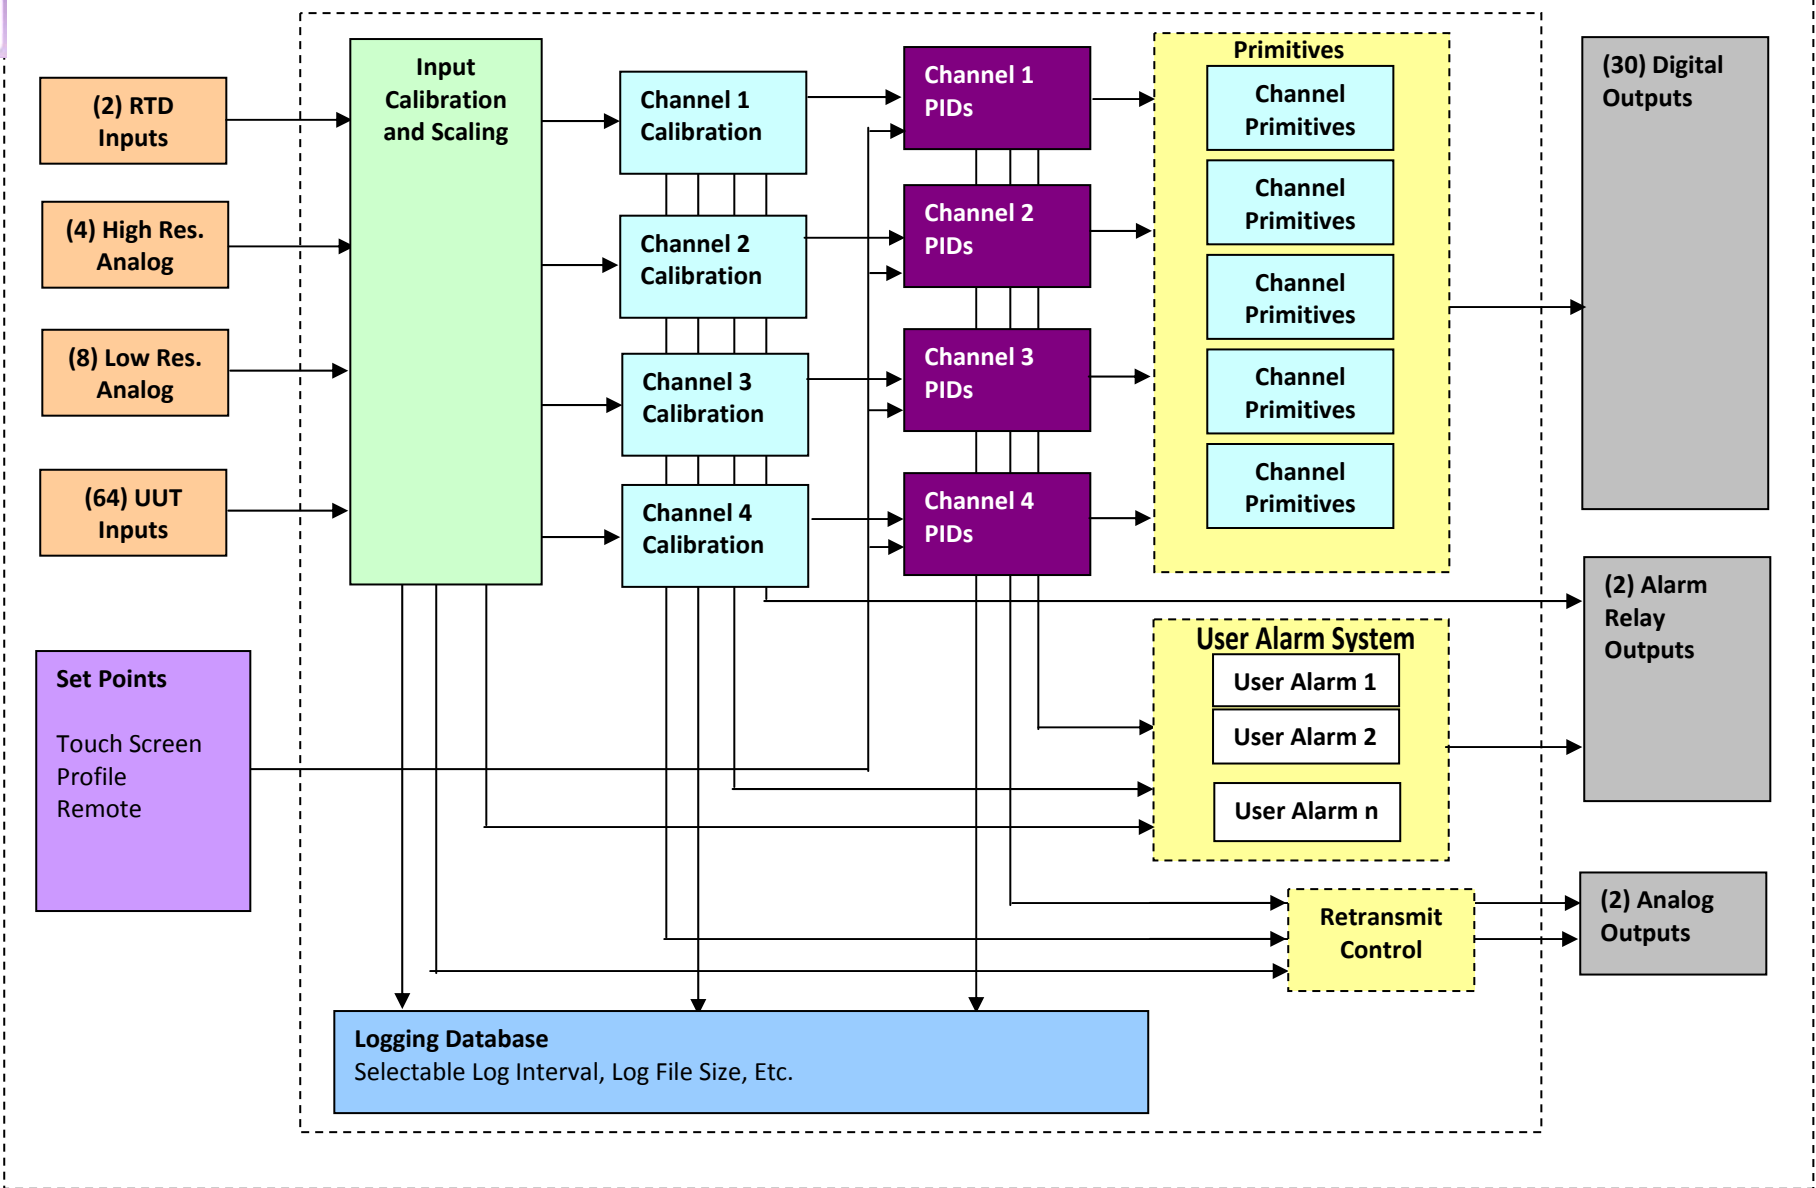 (2) RTD
Inputs
(4) High Res.
Analog
(8) Low Res.
Analog
(64) UUT
Inputs
Set Points
Touch Screen
Profile
Remote
Input
Calibration
and Scaling
Channel 1
Calibration
Channel 2
Calibration
Channel 3
Calibration
Channel 4
Calibration
Channel 1
PIDs
Channel 2
PIDs
Channel 3
PIDs
Channel 4
PIDs
Primitives
Channel
Primitives
Channel
Primitives
Channel
Primitives
Channel
Primitives
Channel
Primitives
User Alarm System
User Alarm 1
User Alarm 2
User Alarm n
Retransmit
Control
(30) Digital
Outputs
(2) Alarm
Relay
Outputs
(2) Analog
Outputs
Logging Database
Selectable Log Interval, Log File Size, Etc.